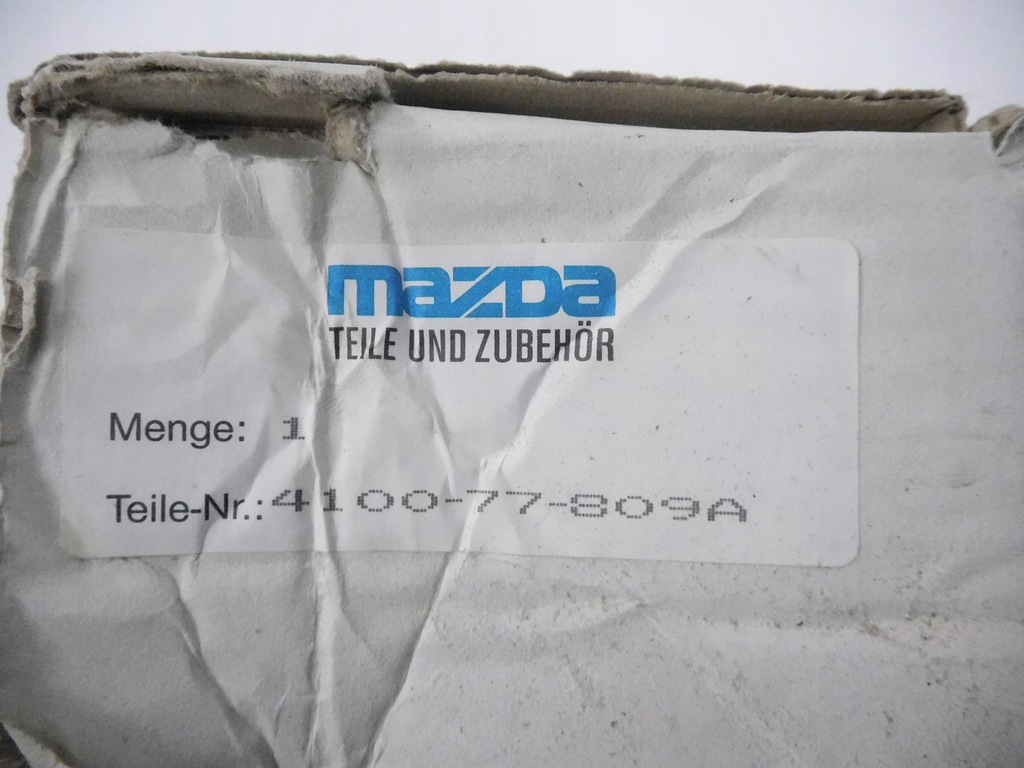 mazda
TEILE UND ZUBEHÖR
Menge: 1
Teile-Nr.: 4100-77-809A